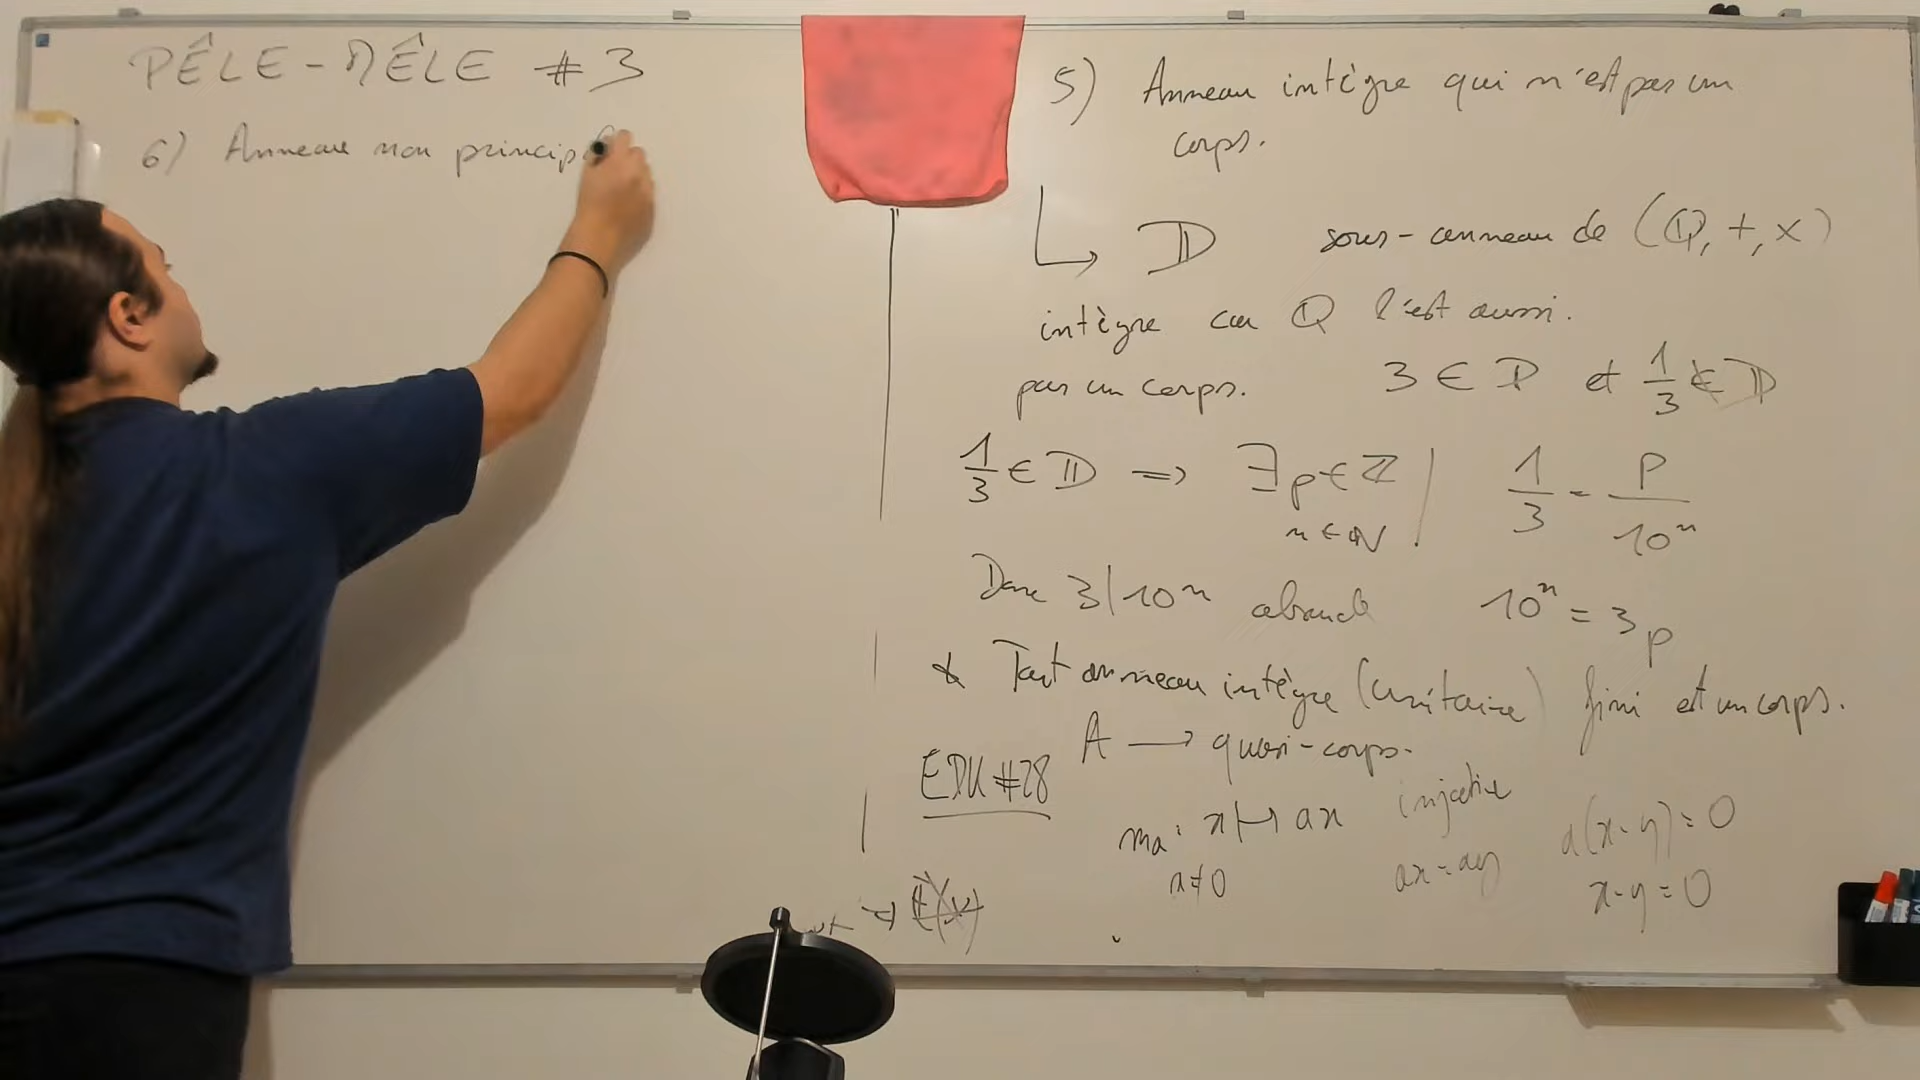 PÊLE-MÊLE #3
6) Anneau non princip
5) Anneau intègre qui n'est pas un
corps.
𝔻 sous-anneau de (ℚ, +, ×)
intègre car ℚ l'est aussi.
pas un corps. 3 ∈ 𝔻 et 1/3 ∉ 𝔻
1/3 ∈ 𝔻 ⇒ ∃ p ∈ ℤ | 1/3 = p/10ⁿ
n ∈ ℕ
Donc 3|10ⁿ absurde 10ⁿ = 3p
* Tout anneau intègre (unitaire) fini est un corps.
A → quasi-corps.
EDK #28
mₐ : x ↦ ax injective a(x-y) = 0
a ≠ 0 ax = ay x-y = 0